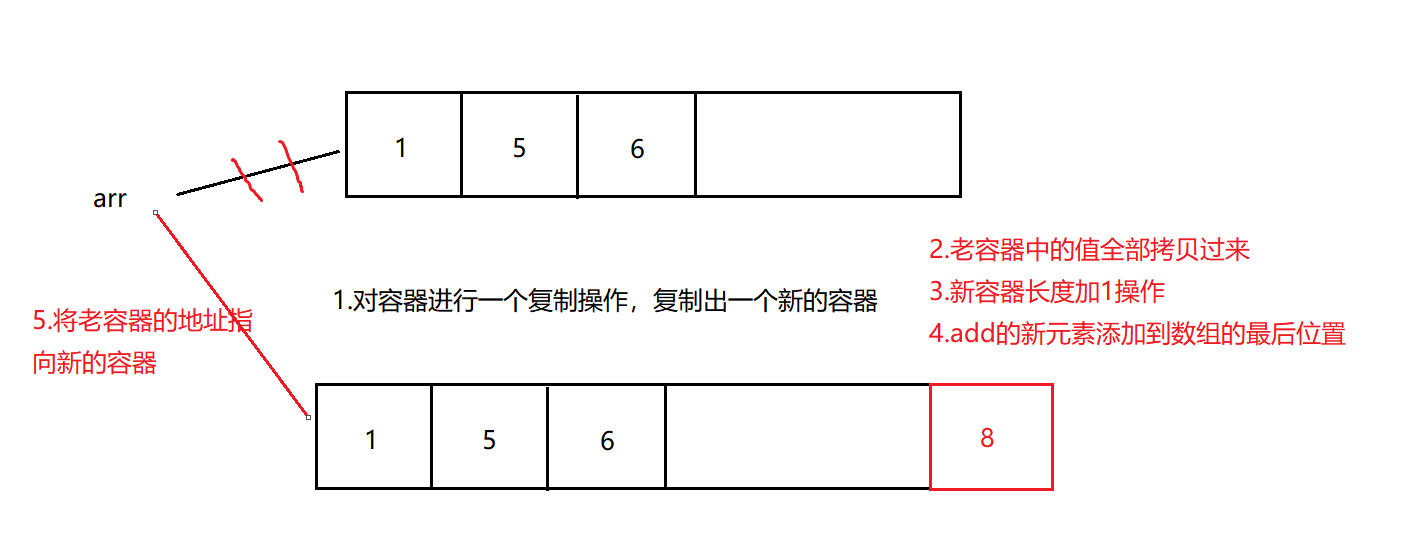 1
5
6
arr
2.老容器中的值全部拷贝过来
1.对容器进行一个复制操作，复制出一个新的容器
3.新容器长度加1操作
5.将老容器的地址指
向新的容器
4.add的新元素添加到数组的最后位置
1
5
6
8